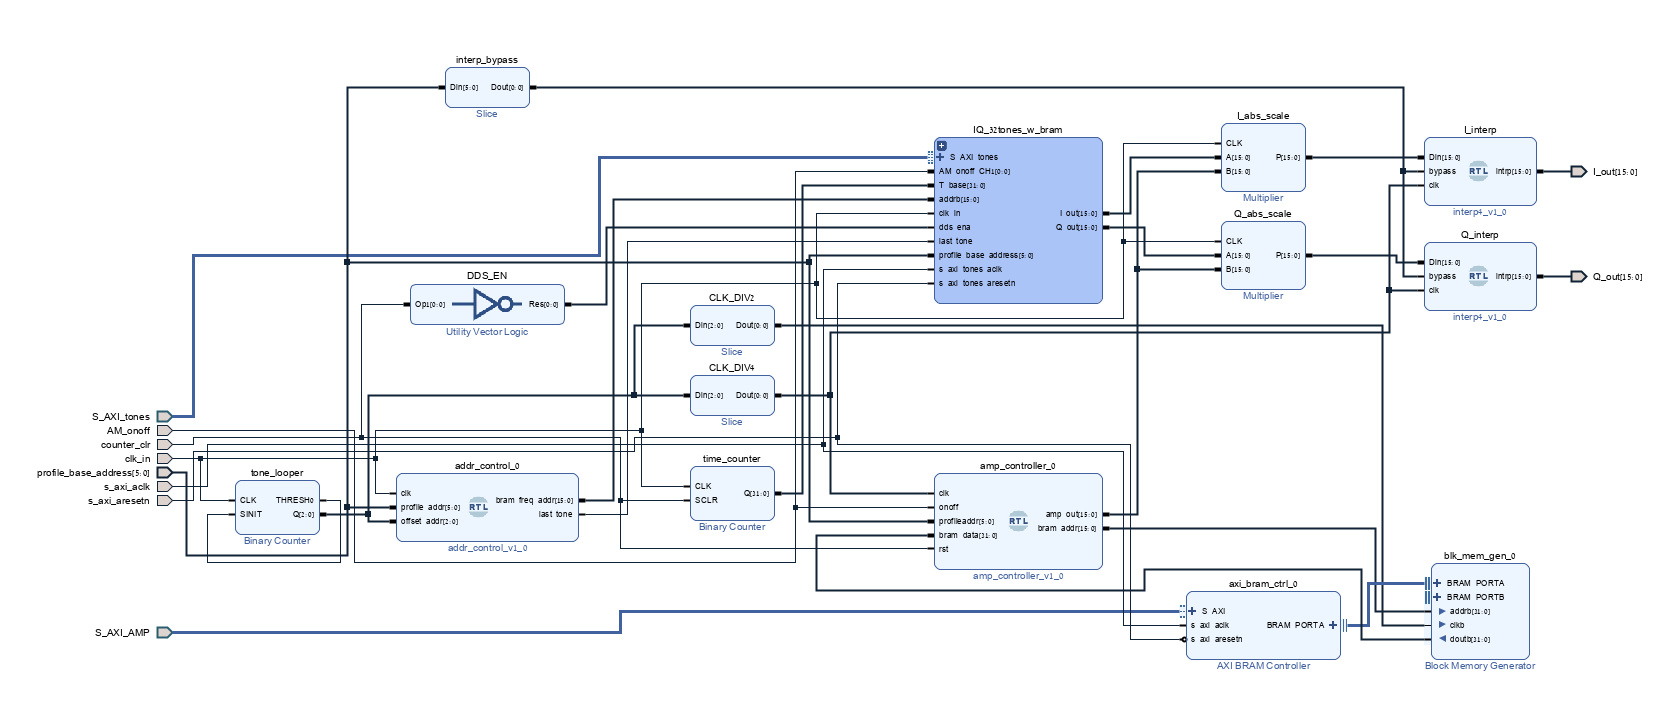 interp_bypass
Din[5:0] Dout[0:0]
Slice
IQ_32tones_w_bram
S_AXI_tones
AM_onoff_CH1[0:0]
T_base[31:0]
addrb[15:0]
clk_in
dds_ena
last_tone
profile_base_address[5:0]
s_axi_tones_aclk
s_axi_tones_aresetn
I_out[15:0]
Q_out[15:0]
I_abs_scale
CLK
A[15:0]
B[15:0]
P[15:0]
Multiplier
Q_abs_scale
CLK
A[15:0]
B[15:0]
P[15:0]
Multiplier
I_interp
Din[15:0]
bypass
clk
RTL
intrp[15:0]
interp4_v1_0
I_out[15:0]
Q_interp
Din[15:0]
bypass
clk
RTL
intrp[15:0]
interp4_v1_0
Q_out[15:0]
DDS_EN
Op1[0:0] Res[0:0]
Utility Vector Logic
CLK_DIV2
Din[2:0] Dout[0:0]
Slice
CLK_DIV4
Din[2:0] Dout[0:0]
Slice
S_AXI_tones
AM_onoff
counter_clr
clk_in
profile_base_address[5:0]
s_axi_aclk
s_axi_aresetn
S_AXI_AMP
tone_looper
CLK THRESH0
SINIT Q[2:0]
Binary Counter
addr_control_0
clk
profile_addr[5:0]
offset_addr[2:0]
RTL
bram_freq_addr[15:0]
last_tone
addr_control_v1_0
time_counter
CLK
SCLR
Q[31:0]
Binary Counter
amp_controller_0
clk
onoff
profileaddr[5:0]
bram_data[31:0]
rst
RTL
amp_out[15:0]
bram_addr[15:0]
amp_controller_v1_0
axi_bram_ctrl_0
S_AXI
s_axi_aclk
s_axi_aresetn
BRAM_PORTA
AXI BRAM Controller
blk_mem_gen_0
BRAM_PORTA
BRAM_PORTB
addrb[31:0]
clkb
doutb[31:0]
Block Memory Generator